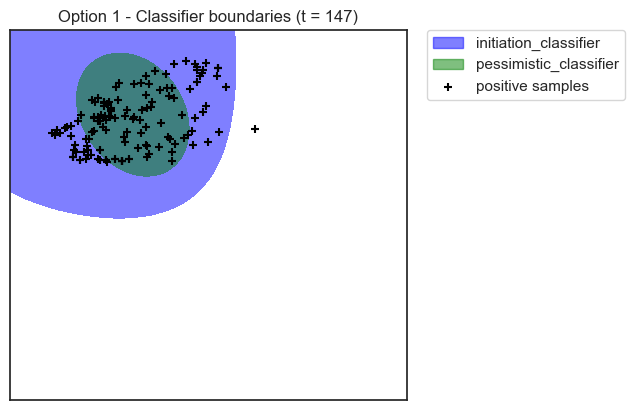 Option 1 - Classifier boundaries (t = 147)
initiation_classifier
pessimistic_classifier
positive samples